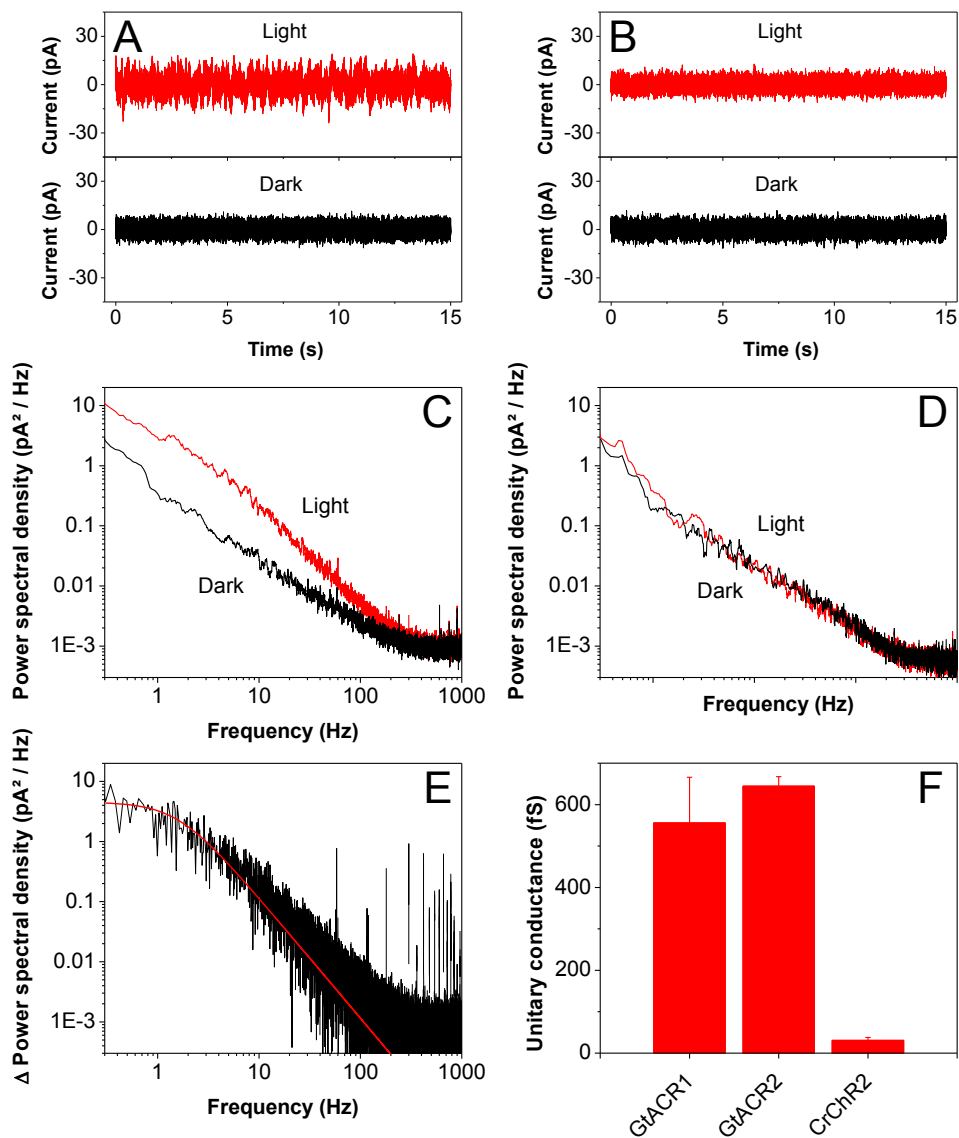 A
Light
Current (pA)
30
0
-30
Dark
Current (pA)
30
0
-30
0 5 10 15
Time (s)
B
Light
Current (pA)
30
0
-30
Dark
Current (pA)
30
0
-30
0 5 10 15
Time (s)
C
Power spectral density (pA² / Hz)
10
1
0.1
0.01
1E-3
Light
Dark
1 10 100 1000
Frequency (Hz)
D
Power spectral density (pA² / Hz)
10
1
0.1
0.01
1E-3
Light
Dark
Frequency (Hz)
E
Δ Power spectral density (pA² / Hz)
10
1
0.1
0.01
1E-3
1 10 100 1000
Frequency (Hz)
F
Unitary conductance (fS)
600
400
200
0
GtACR1
GtACR2
CrChR2